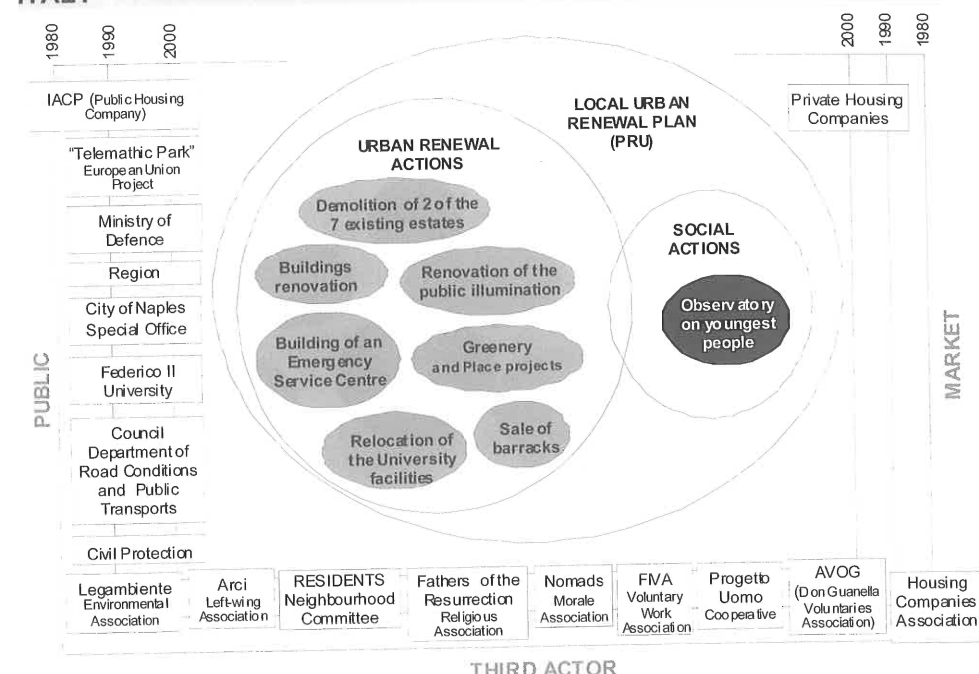 ITALY
1980
1990
2000
2000
1990
1980
IACP (Public Housing
Company)
"Telemathic Park"
European Union
Project
Ministry of
Defence
Region
City of Naples
Special Office
Federico II
University
Council
Department of
Road Conditions
and Public
Transports
Civil Protection
PUBLIC
LOCAL URBAN
RENEWAL PLAN
(PRU)
URBAN RENEWAL
ACTIONS
Demolition of 2 of the
7 existing estates
Buildings
renovation
Renovation of the
public illumination
Building of an
Emergency
Service Centre
Greenery
and Place projects
Relocation of
the University
facilities
Sale of
barracks
SOCIAL
ACTIONS
Observatory
on youngest
people
Private Housing
Companies
MARKET
Legambiente
Environmental
Association
Arci
Left-wing
Association
RESIDENTS
Neighbourhood
Committee
Fathers of the
Resurrection
Religious
Association
Nomads
Morale
Association
FIVA
Voluntary
Work
Association
Progetto
Uomo
Cooperative
AVOG
(Don Guanella
Voluntaries
Association)
Housing
Companies
Association
THIRD ACTOR